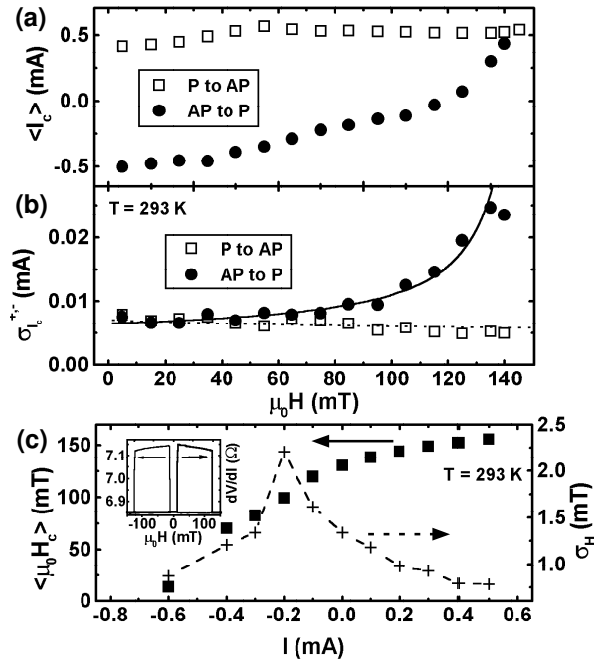 (a)
<I_c> (mA)
0.5
0.0
-0.5
P to AP
AP to P
(b)
T = 293 K
σ_{I_c}^{+,-} (mA)
0.02
0.01
0.00
P to AP
AP to P
0 20 40 60 80 100 120 140
μ₀H (mT)
(c)
<μ₀H_c> (mT)
150
100
50
0
7.1
7.0
6.9
dV/dI (Ω)
-100 0 100
μ₀H (mT)
T = 293 K
2.5
2.0
1.5
1.0
σ_H (mT)
-0.8 -0.6 -0.4 -0.2 0.0 0.2 0.4 0.6
I (mA)